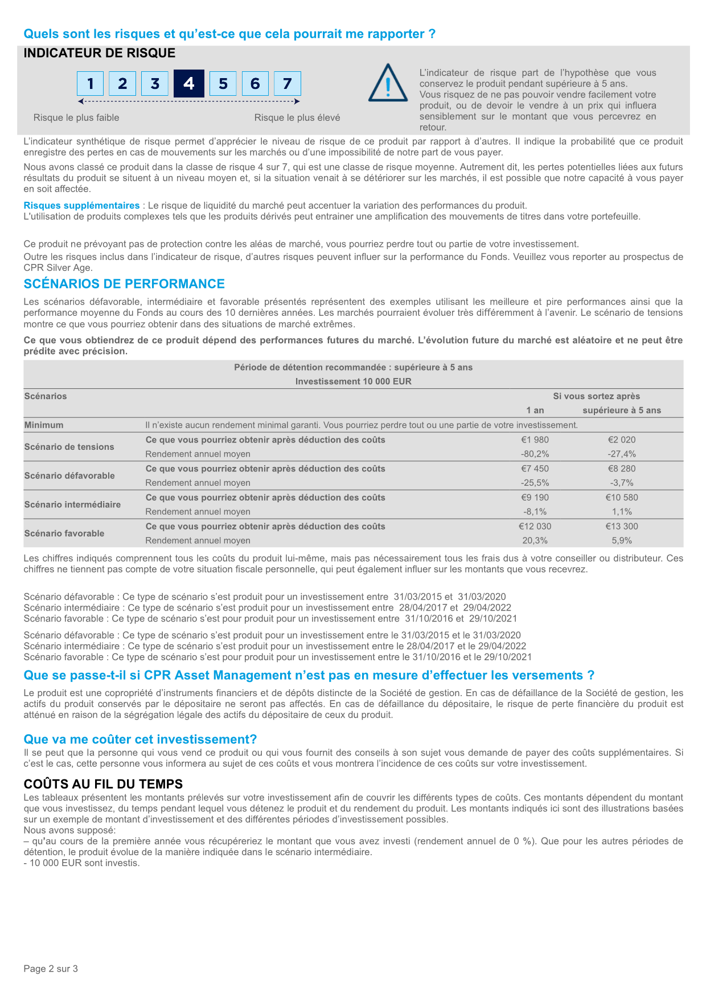 Quels sont les risques et qu’est-ce que cela pourrait me rapporter ?
INDICATEUR DE RISQUE
1 2 3 4 5 6 7
Risque le plus faible Risque le plus élevé
L’indicateur de risque part de l’hypothèse que vous
conservez le produit pendant supérieure à 5 ans.
Vous risquez de ne pas pouvoir vendre facilement votre
produit, ou de devoir le vendre à un prix qui influera
sensiblement sur le montant que vous percevrez en
retour.
L’indicateur synthétique de risque permet d’apprécier le niveau de risque de ce produit par rapport à d’autres. Il indique la probabilité que ce produit
enregistre des pertes en cas de mouvements sur les marchés ou d’une impossibilité de notre part de vous payer.
Nous avons classé ce produit dans la classe de risque 4 sur 7, qui est une classe de risque moyenne. Autrement dit, les pertes potentielles liées aux futurs
résultats du produit se situent à un niveau moyen et, si la situation venait à se détériorer sur les marchés, il est possible que notre capacité à vous payer
en soit affectée.
Risques supplémentaires : Le risque de liquidité du marché peut accentuer la variation des performances du produit.
L'utilisation de produits complexes tels que les produits dérivés peut entrainer une amplification des mouvements de titres dans votre portefeuille.
Ce produit ne prévoyant pas de protection contre les aléas de marché, vous pourriez perdre tout ou partie de votre investissement.
Outre les risques inclus dans l’indicateur de risque, d’autres risques peuvent influer sur la performance du Fonds. Veuillez vous reporter au prospectus de
CPR Silver Age.
SCÉNARIOS DE PERFORMANCE
Les scénarios défavorable, intermédiaire et favorable présentés représentent des exemples utilisant les meilleure et pire performances ainsi que la
performance moyenne du Fonds au cours des 10 dernières années. Les marchés pourraient évoluer très différemment à l’avenir. Le scénario de tensions
montre ce que vous pourriez obtenir dans des situations de marché extrêmes.
Ce que vous obtiendrez de ce produit dépend des performances futures du marché. L’évolution future du marché est aléatoire et ne peut être
prédite avec précision.
Période de détention recommandée : supérieure à 5 ans
Investissement 10 000 EUR
Scénarios Si vous sortez après
1 an supérieure à 5 ans
Minimum Il n’existe aucun rendement minimal garanti. Vous pourriez perdre tout ou une partie de votre investissement.
Scénario de tensions Ce que vous pourriez obtenir après déduction des coûts €1 980 €2 020
Rendement annuel moyen -80,2% -27,4%
Scénario défavorable Ce que vous pourriez obtenir après déduction des coûts €7 450 €8 280
Rendement annuel moyen -25,5% -3,7%
Scénario intermédiaire Ce que vous pourriez obtenir après déduction des coûts €9 190 €10 580
Rendement annuel moyen -8,1% 1,1%
Scénario favorable Ce que vous pourriez obtenir après déduction des coûts €12 030 €13 300
Rendement annuel moyen 20,3% 5,9%
Les chiffres indiqués comprennent tous les coûts du produit lui-même, mais pas nécessairement tous les frais dus à votre conseiller ou distributeur. Ces
chiffres ne tiennent pas compte de votre situation fiscale personnelle, qui peut également influer sur les montants que vous recevrez.
Scénario défavorable : Ce type de scénario s’est produit pour un investissement entre 31/03/2015 et 31/03/2020
Scénario intermédiaire : Ce type de scénario s’est produit pour un investissement entre 28/04/2017 et 29/04/2022
Scénario favorable : Ce type de scénario s’est pour produit pour un investissement entre 31/10/2016 et 29/10/2021
Scénario défavorable : Ce type de scénario s’est produit pour un investissement entre le 31/03/2015 et le 31/03/2020
Scénario intermédiaire : Ce type de scénario s’est produit pour un investissement entre le 28/04/2017 et le 29/04/2022
Scénario favorable : Ce type de scénario s’est pour produit pour un investissement entre le 31/10/2016 et le 29/10/2021
Que se passe-t-il si CPR Asset Management n’est pas en mesure d’effectuer les versements ?
Le produit est une copropriété d’instruments financiers et de dépôts distincte de la Société de gestion. En cas de défaillance de la Société de gestion, les
actifs du produit conservés par le dépositaire ne seront pas affectés. En cas de défaillance du dépositaire, le risque de perte financière du produit est
atténué en raison de la ségrégation légale des actifs du dépositaire de ceux du produit.
Que va me coûter cet investissement?
Il se peut que la personne qui vous vend ce produit ou qui vous fournit des conseils à son sujet vous demande de payer des coûts supplémentaires. Si
c’est le cas, cette personne vous informera au sujet de ces coûts et vous montrera l’incidence de ces coûts sur votre investissement.
COÛTS AU FIL DU TEMPS
Les tableaux présentent les montants prélevés sur votre investissement afin de couvrir les différents types de coûts. Ces montants dépendent du montant
que vous investissez, du temps pendant lequel vous détenez le produit et du rendement du produit. Les montants indiqués ici sont des illustrations basées
sur un exemple de montant d’investissement et des différentes périodes d’investissement possibles.
Nous avons supposé:
– qu’au cours de la première année vous récupéreriez le montant que vous avez investi (rendement annuel de 0 %). Que pour les autres périodes de
détention, le produit évolue de la manière indiquée dans le scénario intermédiaire.
- 10 000 EUR sont investis.
Page 2 sur 3